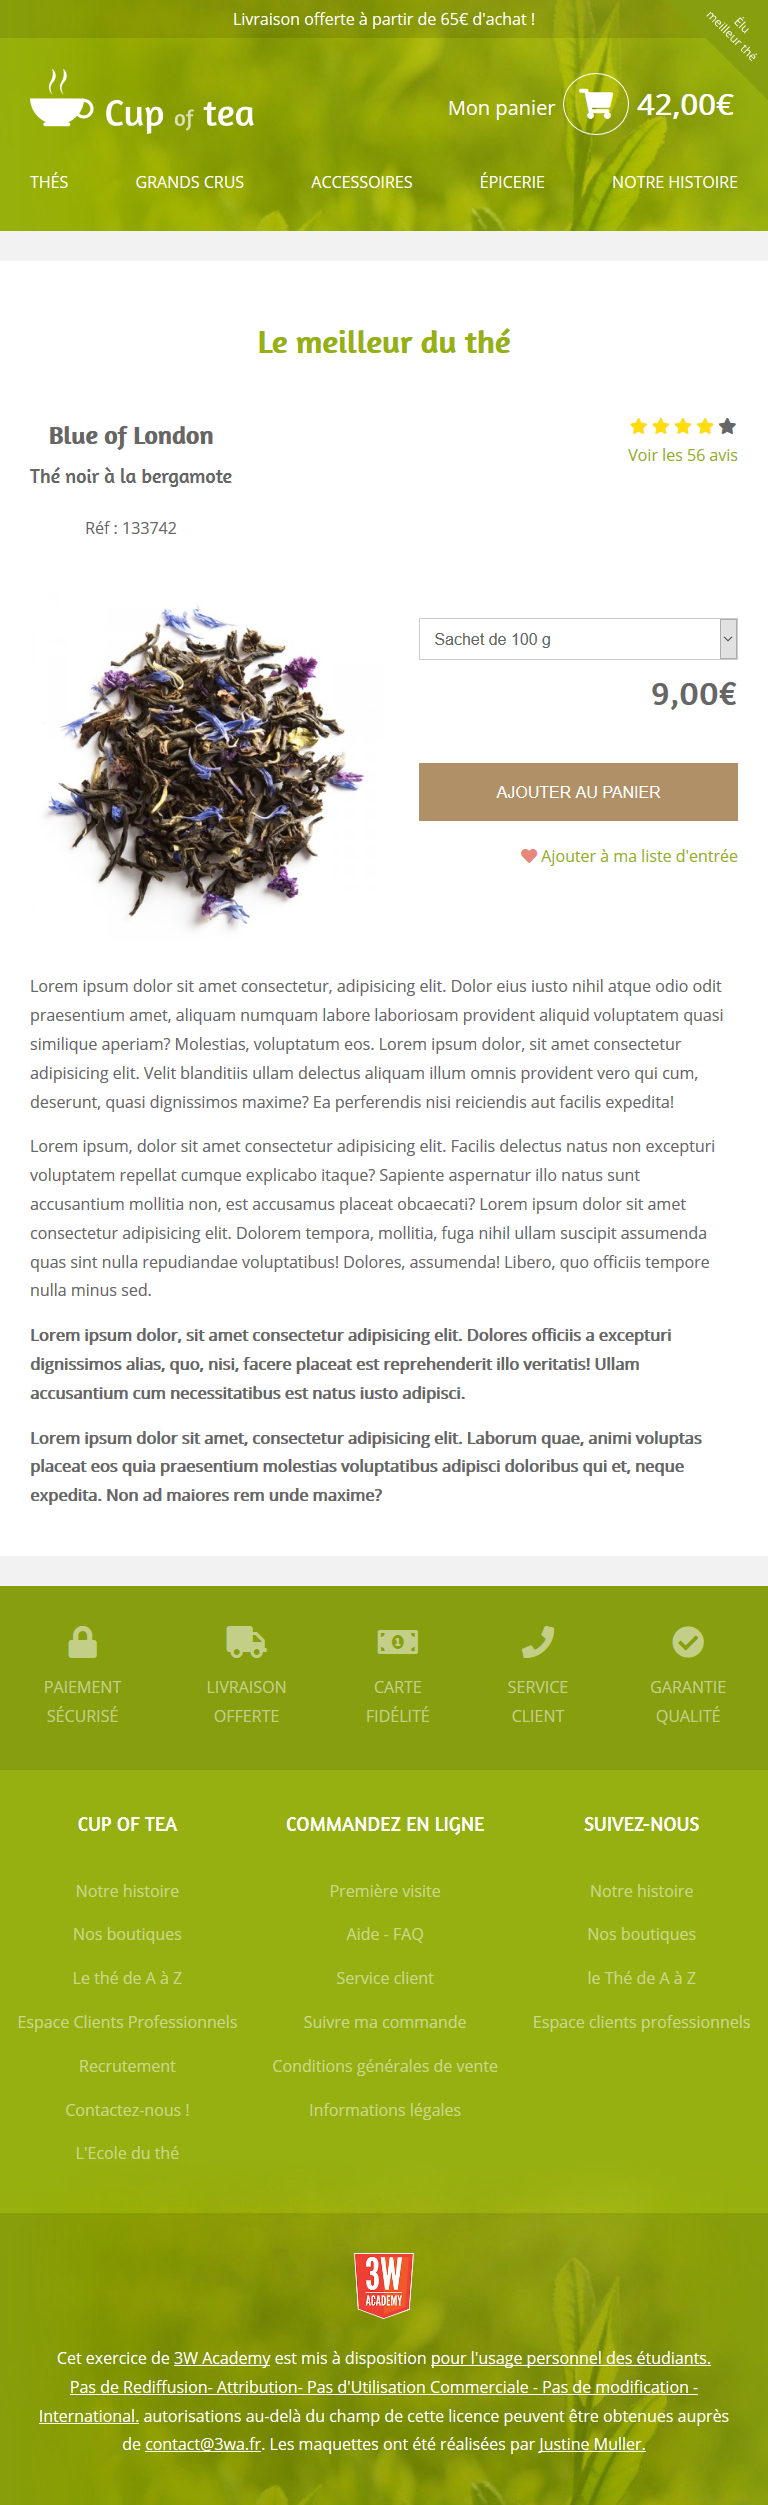 Livraison offerte à partir de 65€ d'achat !
Élu
meilleur thé
Cup of tea
Mon panier 42,00€
THÉS GRANDS CRUS ACCESSOIRES ÉPICERIE NOTRE HISTOIRE
Le meilleur du thé
Blue of London
Thé noir à la bergamote
Voir les 56 avis
Réf : 133742
Sachet de 100 g
9,00€
AJOUTER AU PANIER
Ajouter à ma liste d'entrée
Lorem ipsum dolor sit amet consectetur, adipisicing elit. Dolor eius iusto nihil atque odio odit
praesentium amet, aliquam numquam labore laboriosam provident aliquid voluptatem quasi
similique aperiam? Molestias, voluptatum eos. Lorem ipsum dolor, sit amet consectetur
adipisicing elit. Velit blanditiis ullam delectus aliquam illum omnis provident vero qui cum,
deserunt, quasi dignissimos maxime? Ea perferendis nisi reiciendis aut facilis expedita!
Lorem ipsum, dolor sit amet consectetur adipisicing elit. Facilis delectus natus non excepturi
voluptatem repellat cumque explicabo itaque? Sapiente aspernatur illo natus sunt
accusantium mollitia non, est accusamus placeat obcaecati? Lorem ipsum dolor sit amet
consectetur adipisicing elit. Dolorem tempora, mollitia, fuga nihil ullam suscipit assumenda
quas sint nulla repudiandae voluptatibus! Dolores, assumenda! Libero, quo officiis tempore
nulla minus sed.
Lorem ipsum dolor, sit amet consectetur adipisicing elit. Dolores officiis a excepturi
dignissimos alias, quo, nisi, facere placeat est reprehenderit illo veritatis! Ullam
accusantium cum necessitatibus est natus iusto adipisci.
Lorem ipsum dolor sit amet, consectetur adipisicing elit. Laborum quae, animi voluptas
placeat eos quia praesentium molestias voluptatibus adipisci doloribus qui et, neque
expedita. Non ad maiores rem unde maxime?
1
PAIEMENT LIVRAISON CARTE SERVICE GARANTIE
SÉCURISÉ OFFERTE FIDÉLITÉ CLIENT QUALITÉ
CUP OF TEA
Notre histoire
Nos boutiques
Le thé de A à Z
Espace Clients Professionnels
Recrutement
Contactez-nous !
L'Ecole du thé
COMMANDEZ EN LIGNE
Première visite
Aide - FAQ
Service client
Suivre ma commande
Conditions générales de vente
Informations légales
SUIVEZ-NOUS
Notre histoire
Nos boutiques
le Thé de A à Z
Espace clients professionnels
3W
ACADEMY
Cet exercice de 3W Academy est mis à disposition pour l'usage personnel des étudiants.
Pas de Rediffusion- Attribution- Pas d'Utilisation Commerciale - Pas de modification -
International. autorisations au-delà du champ de cette licence peuvent être obtenues auprès
de contact@3wa.fr. Les maquettes ont été réalisées par Justine Muller.